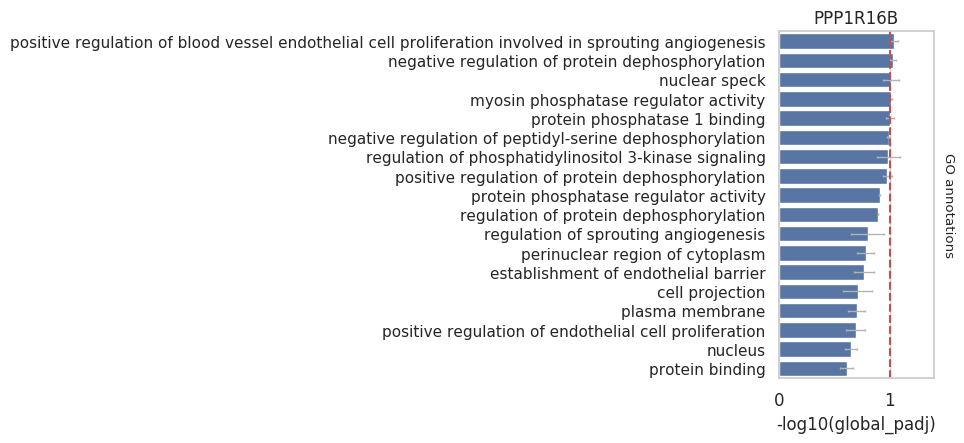 PPP1R16B
positive regulation of blood vessel endothelial cell proliferation involved in sprouting angiogenesis
negative regulation of protein dephosphorylation
nuclear speck
myosin phosphatase regulator activity
protein phosphatase 1 binding
negative regulation of peptidyl-serine dephosphorylation
regulation of phosphatidylinositol 3-kinase signaling
positive regulation of protein dephosphorylation
protein phosphatase regulator activity
regulation of protein dephosphorylation
regulation of sprouting angiogenesis
perinuclear region of cytoplasm
establishment of endothelial barrier
cell projection
plasma membrane
positive regulation of endothelial cell proliferation
nucleus
protein binding
GO annotations
0 1
-log10(global_padj)